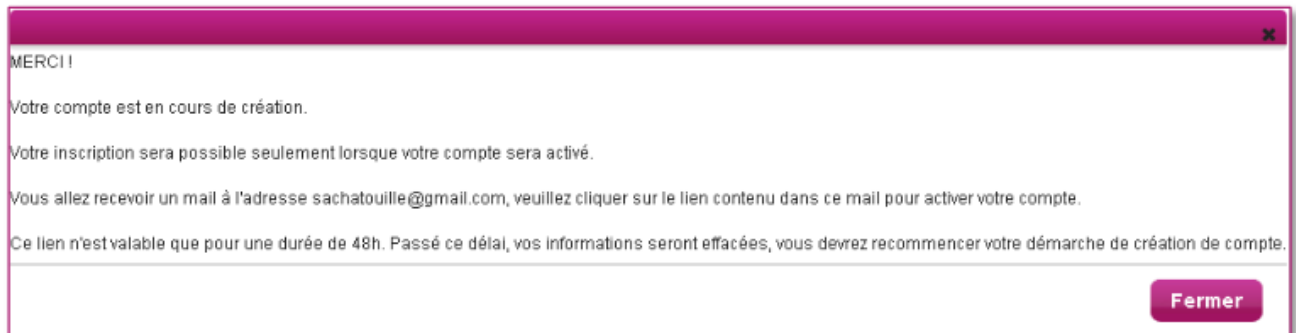 MERCI !
Votre compte est en cours de création.
Votre inscription sera possible seulement lorsque votre compte sera activé.
Vous allez recevoir un mail à l'adresse sachatouille@gmail.com, veuillez cliquer sur le lien contenu dans ce mail pour activer votre compte.
Ce lien n'est valable que pour une durée de 48h. Passé ce délai, vos informations seront effacées, vous devrez recommencer votre démarche de création de compte.
Fermer